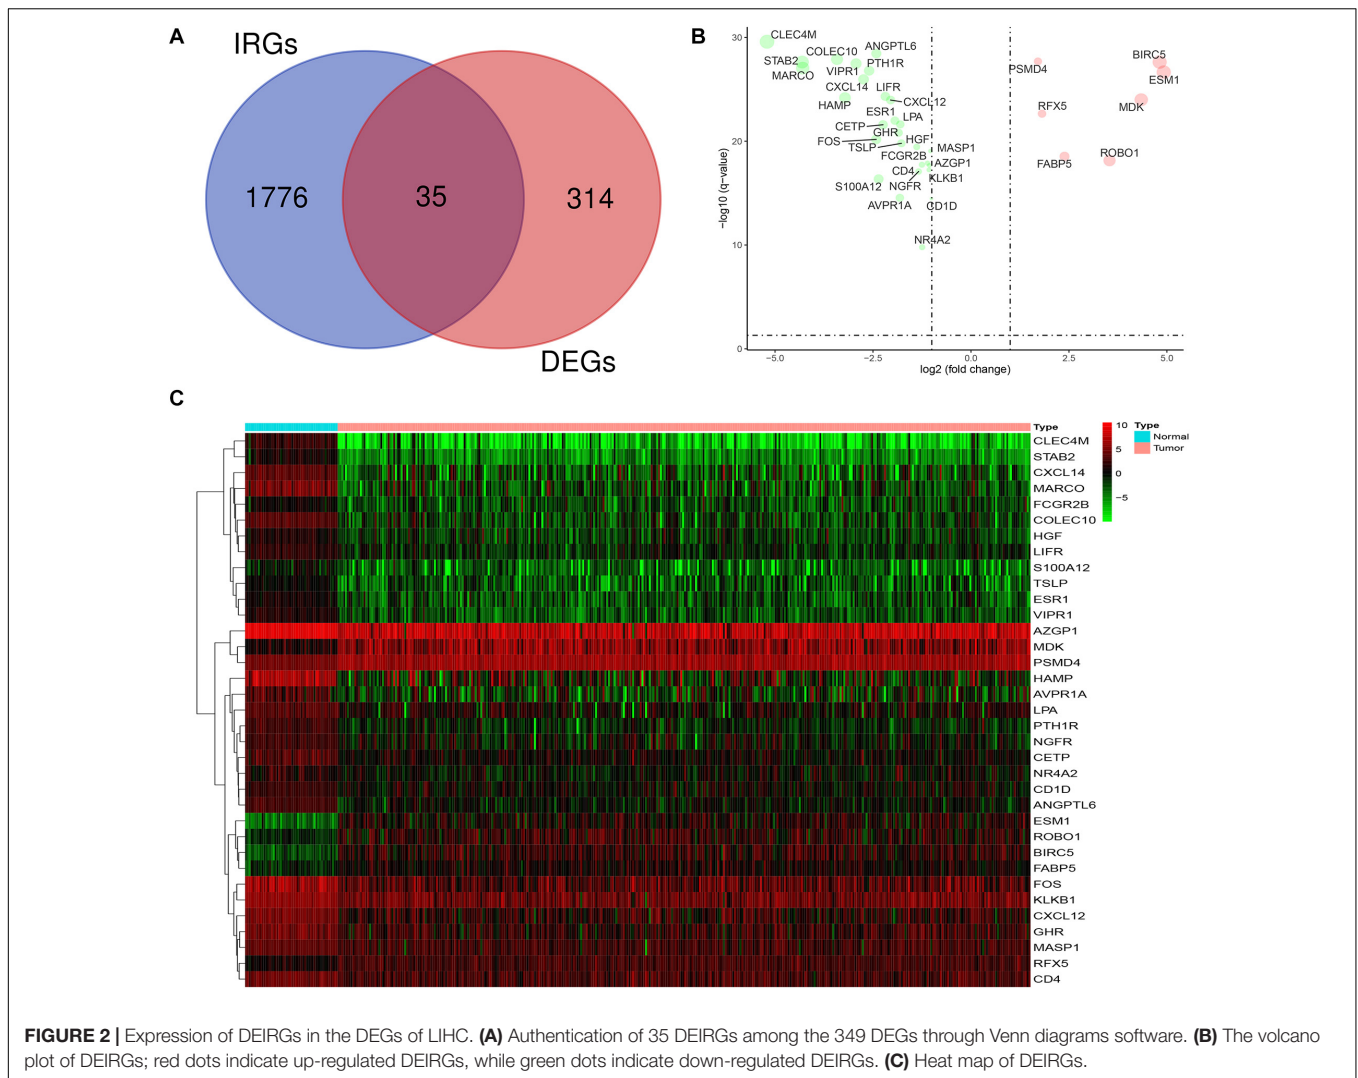 A
IRGs
1776
35
314
DEGs
B
CLEC4M
ANGPTL6
COLEC10
STAB2
PTH1R
VIPR1
MARCO
CXCL14
LIFR
HAMP
CXCL12
ESR1
LPA
CETP
GHR
FOS
HGF
TSLP
MASP1
FCGR2B
AZGP1
CD4
KLKB1
S100A12
NGFR
AVPR1A
CD1D
NR4A2
PSMD4
BIRC5
ESM1
RFX5
MDK
FABP5
ROBO1
30
20
10
0
−log10 (q-value)
−5.0
−2.5
0.0
2.5
5.0
log2 (fold change)
C
Type
CLEC4M
STAB2
CXCL14
MARCO
FCGR2B
COLEC10
HGF
LIFR
S100A12
TSLP
ESR1
VIPR1
AZGP1
MDK
PSMD4
HAMP
AVPR1A
LPA
PTH1R
NGFR
CETP
NR4A2
CD1D
ANGPTL6
ESM1
ROBO1
BIRC5
FABP5
FOS
KLKB1
CXCL12
GHR
MASP1
RFX5
CD4
10
5
0
−5
Type
Normal
Tumor
FIGURE 2 | Expression of DEIRGs in the DEGs of LIHC. (A) Authentication of 35 DEIRGs among the 349 DEGs through Venn diagrams software. (B) The volcano
plot of DEIRGs; red dots indicate up-regulated DEIRGs, while green dots indicate down-regulated DEIRGs. (C) Heat map of DEIRGs.